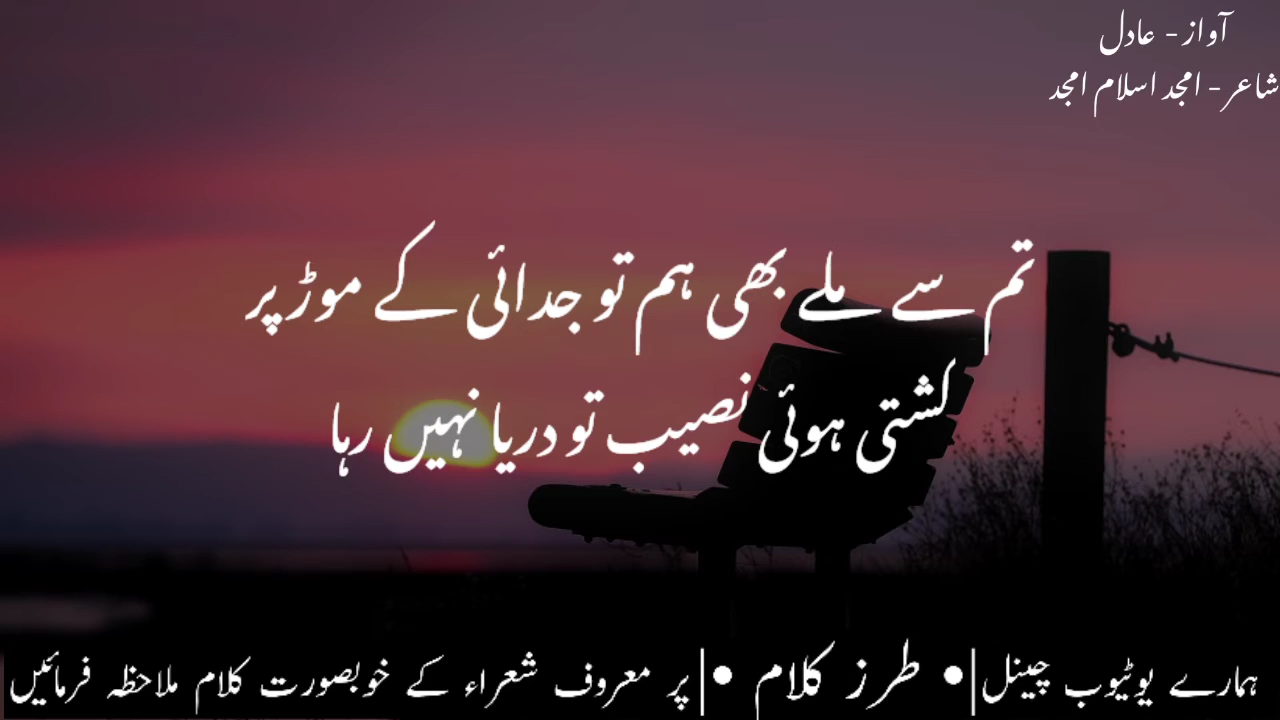 آواز - عادل
شاعر - امجد اسلام امجد
تم سے ملے بھی ہم تو جدائی کے موڑ پر
کشتی ہوئی نصیب تو دریا نہیں رہا
ہمارے یوٹیوب چینل |• طرز کلام •| پر معروف شعراء کے خوبصورت کلام ملاحظہ فرمائیں